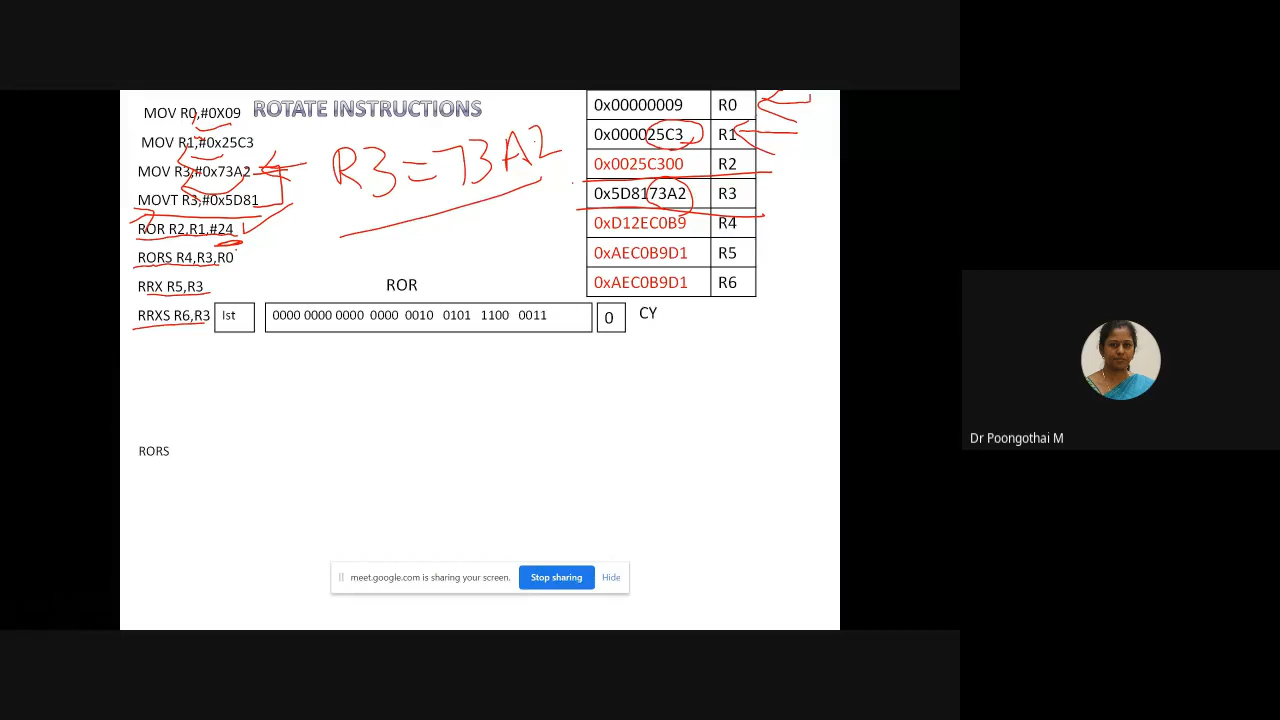 MOV R0,#0X09
ROTATE INSTRUCTIONS
MOV R1,#0x25C3
MOV R3,#0x73A2
MOVT R3,#0x5D81
ROR R2,R1,#24
RORS R4,R3,R0
RRX R5,R3
RRXS R6,R3
R3=73A2
0x00000009 R0
0x000025C3 R1
0x0025C300 R2
0x5D8173A2 R3
0xD12EC0B9 R4
0xAEC0B9D1 R5
0xAEC0B9D1 R6
ROR
Ist 0000 0000 0000 0000 0010 0101 1100 0011 0 CY
RORS
meet.google.com is sharing your screen. Stop sharing Hide
Dr Poongothai M